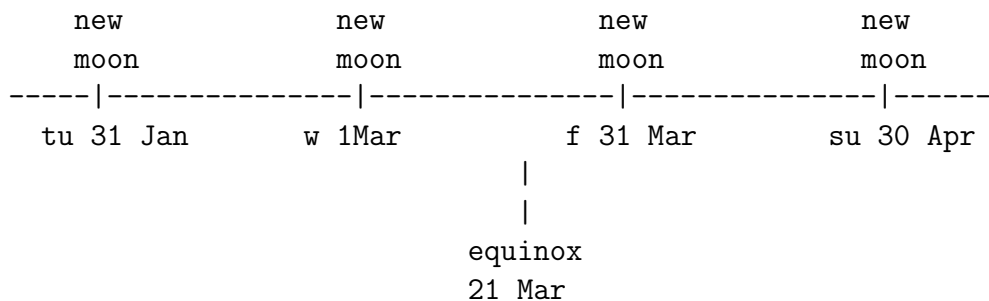 new new new new
moon moon moon moon
-----|---------------|---------------|---------------|------
tu 31 Jan w 1Mar f 31 Mar su 30 Apr
|
|
equinox
21 Mar